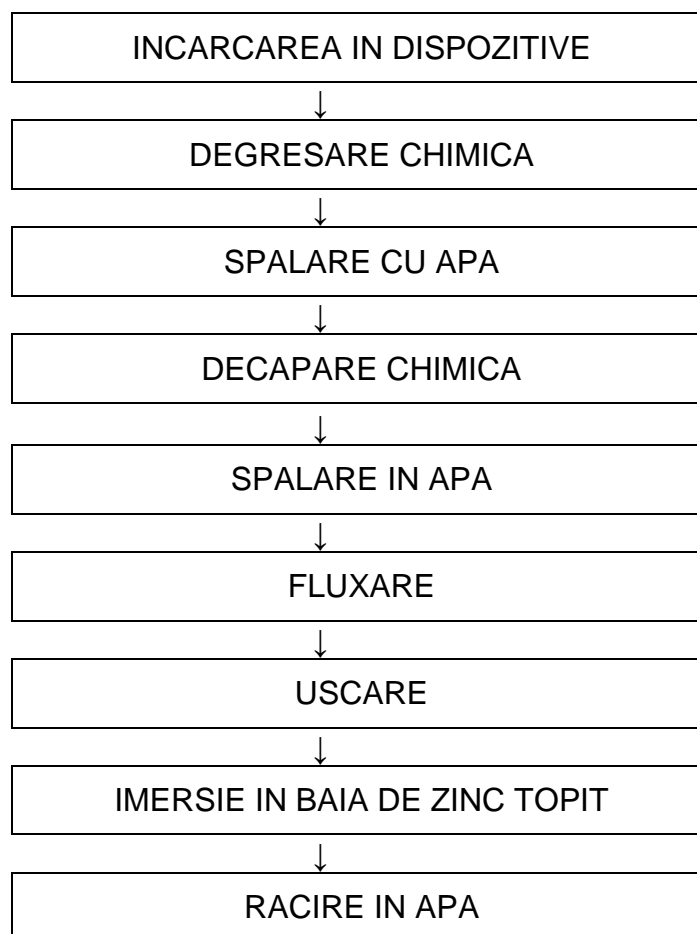 INCARCAREA IN DISPOZITIVE
↓
DEGRESARE CHIMICA
↓
SPALARE CU APA
↓
DECAPARE CHIMICA
↓
SPALARE IN APA
↓
FLUXARE
↓
USCARE
↓
IMERSIE IN BAIA DE ZINC TOPIT
↓
RACIRE IN APA